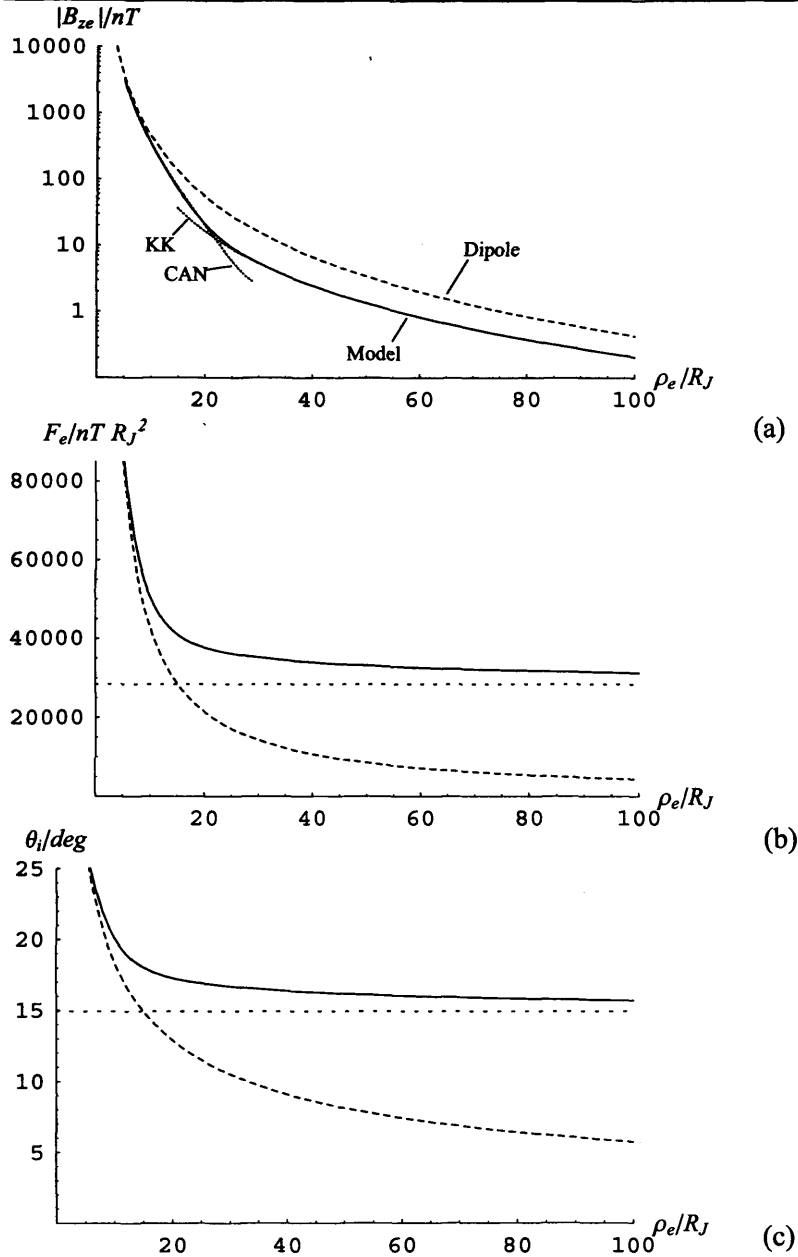 |B_ze|/nT
10000
1000
100
10
1
KK
CAN
Dipole
Model
20 40 60 80 100
ρ_e/R_J
(a)
F_e/nT R_J^2
80000
60000
40000
20000
20 40 60 80 100
ρ_e/R_J
(b)
θ_i/deg
25
20
15
10
5
20 40 60 80 100
ρ_e/R_J
(c)